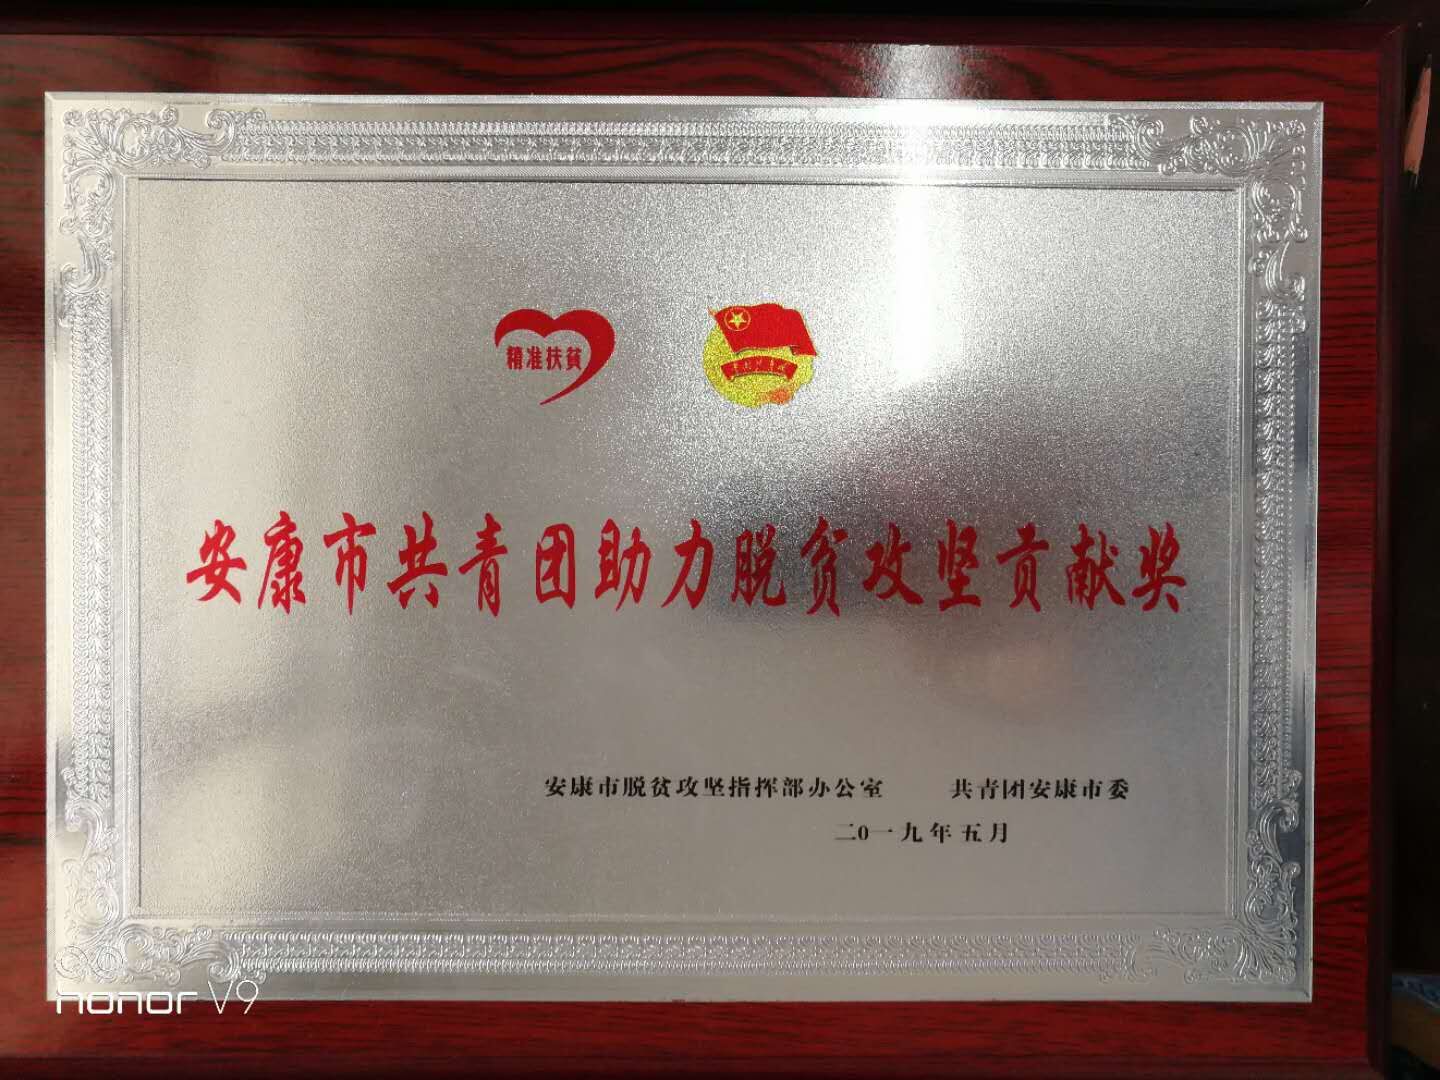 精准扶贫
安康市共青团助力脱贫攻坚贡献奖
安康市脱贫攻坚指挥部办公室 共青团安康市委
二0一九年五月
honor V9